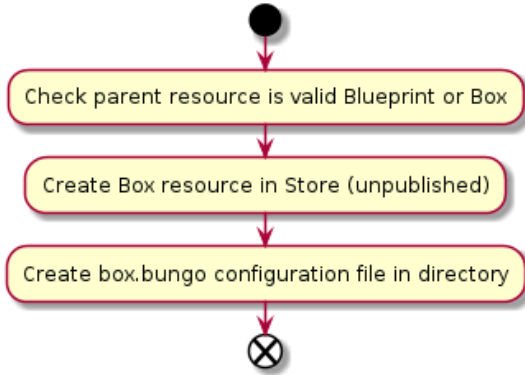 Check parent resource is valid Blueprint or Box
Create Box resource in Store (unpublished)
Create box.bungo configuration file in directory